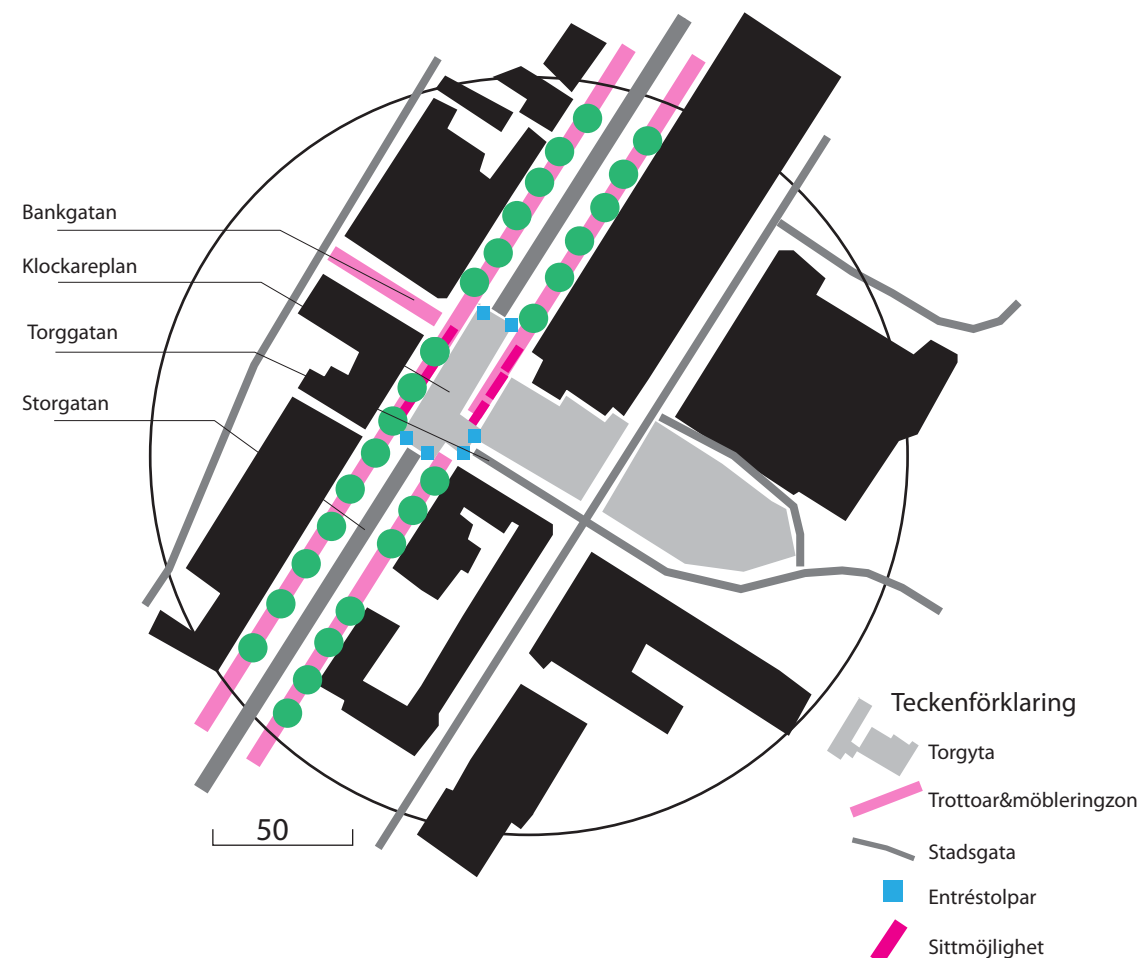 Bankgatan
Klockareplan
Torggatan
Storgatan
50
Teckenförklaring
Torgyta
Trottoar&möbleringzon
Stadsgata
Entréstolpar
Sittmöjlighet